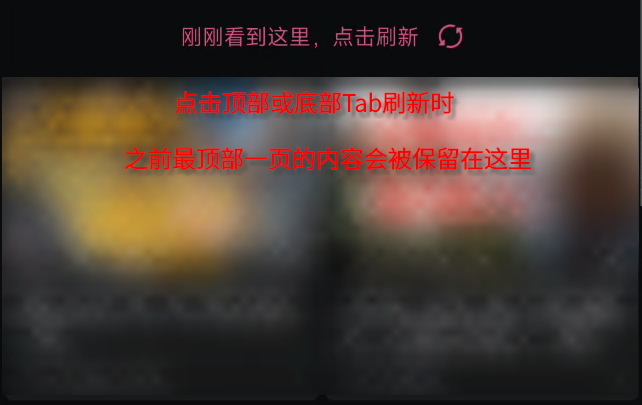 刚刚看到这里，点击刷新
点击顶部或底部Tab刷新时
之前最顶部一页的内容会被保留在这里